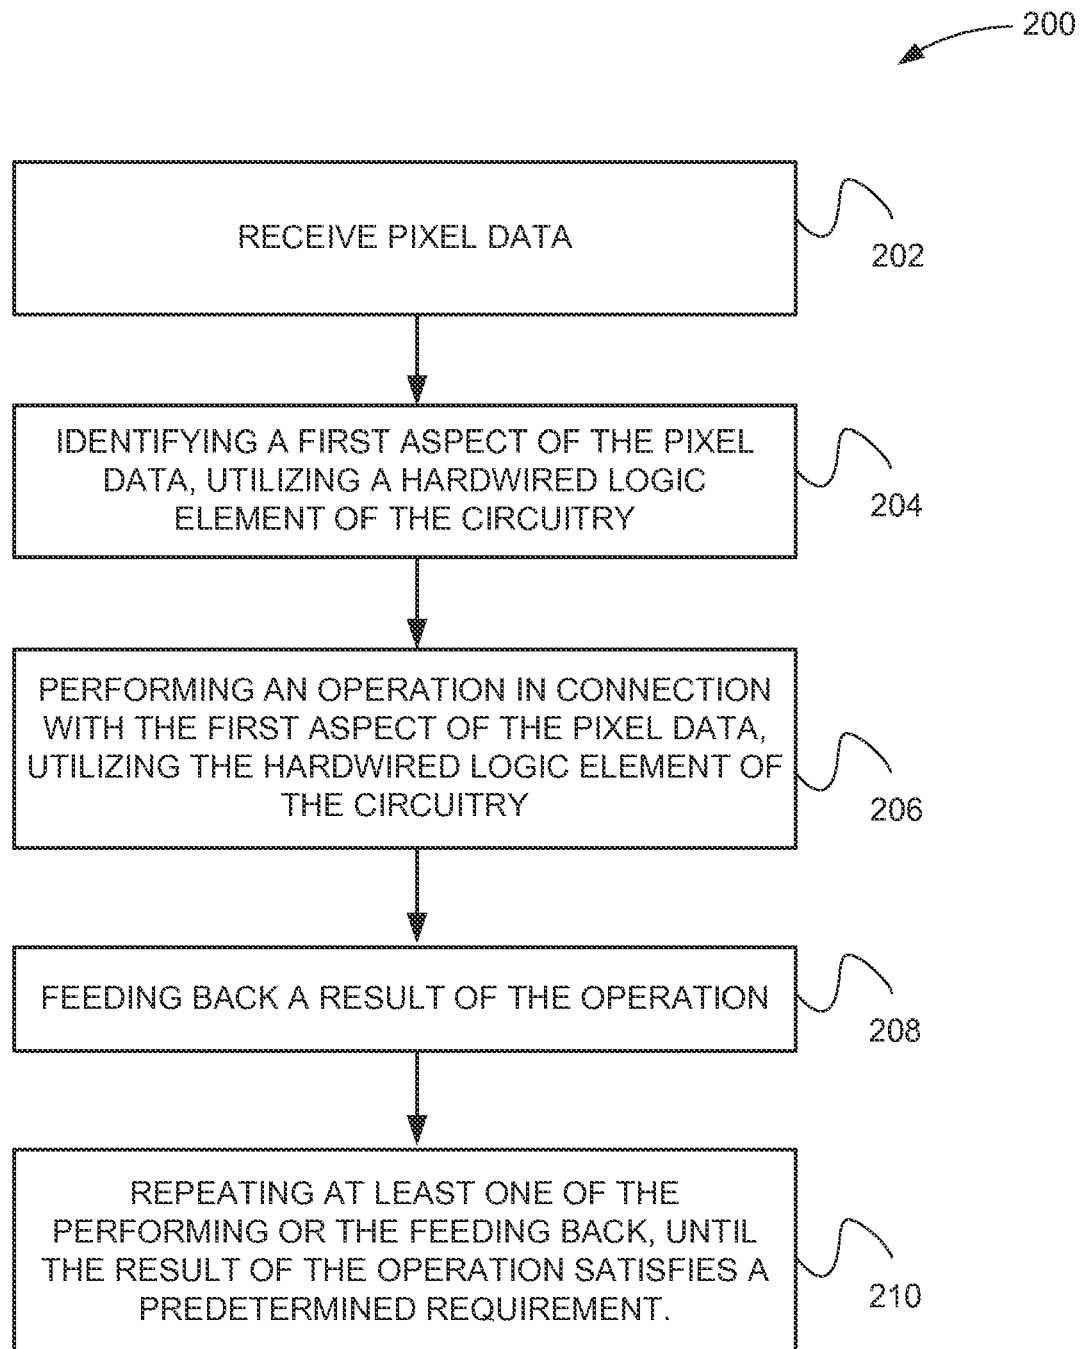 200
RECEIVE PIXEL DATA
202
IDENTIFYING A FIRST ASPECT OF THE PIXEL
DATA, UTILIZING A HARDWIRED LOGIC
ELEMENT OF THE CIRCUITRY
204
PERFORMING AN OPERATION IN CONNECTION
WITH THE FIRST ASPECT OF THE PIXEL DATA,
UTILIZING THE HARDWIRED LOGIC ELEMENT OF
THE CIRCUITRY
206
FEEDING BACK A RESULT OF THE OPERATION
208
REPEATING AT LEAST ONE OF THE
PERFORMING OR THE FEEDING BACK, UNTIL
THE RESULT OF THE OPERATION SATISFIES A
PREDETERMINED REQUIREMENT.
210